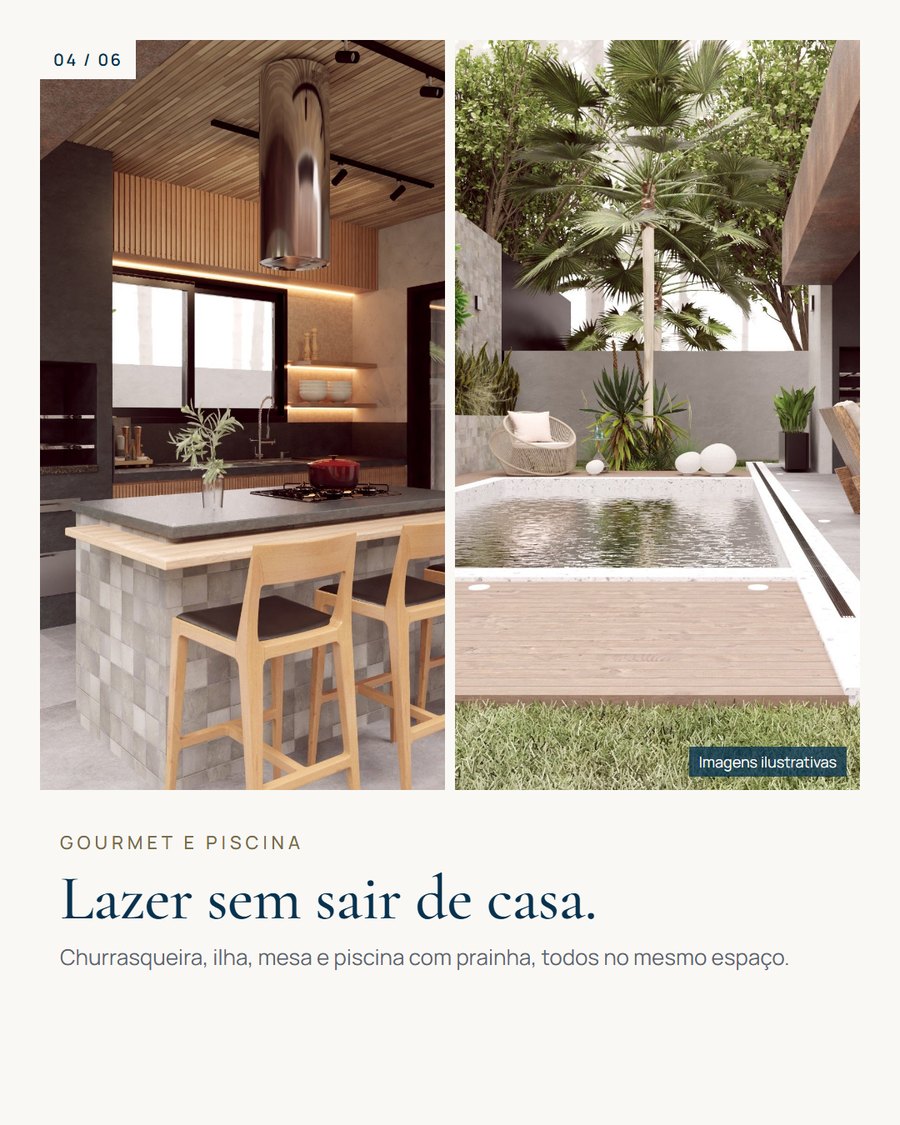 04 / 06
Imagens ilustrativas
GOURMET E PISCINA
Lazer sem sair de casa.
Churrasqueira, ilha, mesa e piscina com prainha, todos no mesmo espaço.